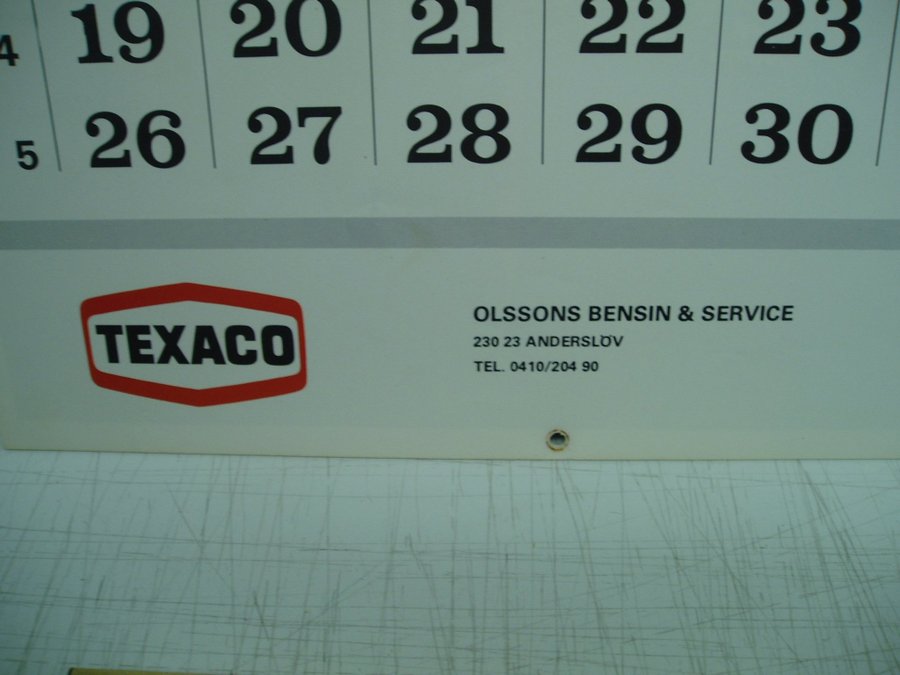 4 19 20 21 22 23
5 26 27 28 29 30
TEXACO
OLSSONS BENSIN & SERVICE
230 23 ANDERSLÖV
TEL. 0410/204 90